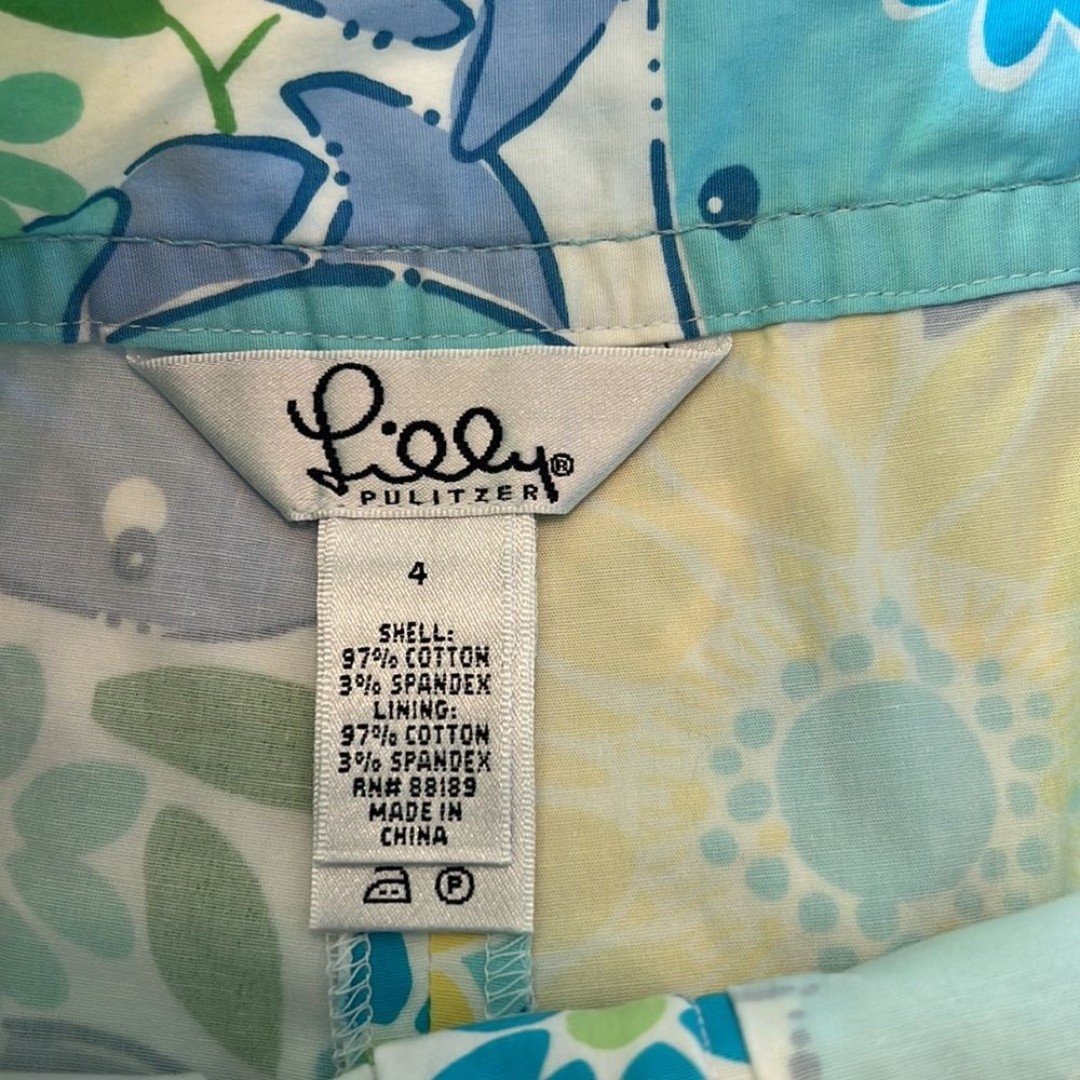 Lilly®
PULITZER
4
SHELL:
97% COTTON
3% SPANDEX
LINING:
97% COTTON
3% SPANDEX
RN# 88189
MADE IN
CHINA
P